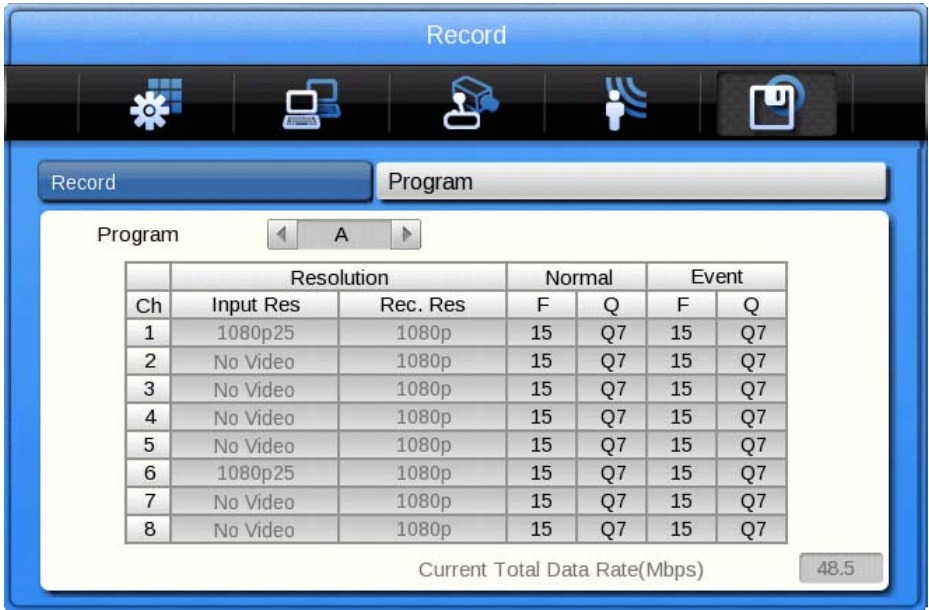 Record
Record Program
Program A
Resolution Normal Event
Ch Input Res Rec. Res F Q F Q
1 1080p25 1080p 15 Q7 15 Q7
2 No Video 1080p 15 Q7 15 Q7
3 No Video 1080p 15 Q7 15 Q7
4 No Video 1080p 15 Q7 15 Q7
5 No Video 1080p 15 Q7 15 Q7
6 1080p25 1080p 15 Q7 15 Q7
7 No Video 1080p 15 Q7 15 Q7
8 No Video 1080p 15 Q7 15 Q7
Current Total Data Rate(Mbps) 48.5